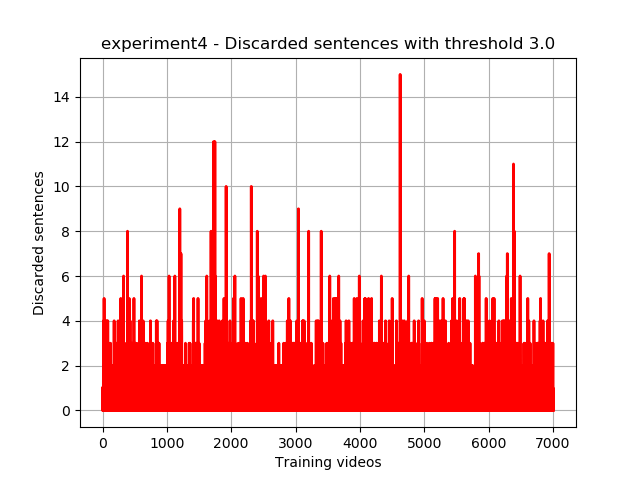 experiment4 - Discarded sentences with threshold 3.0
14
12
10
8
6
4
2
0
Discarded sentences
0 1000 2000 3000 4000 5000 6000 7000
Training videos